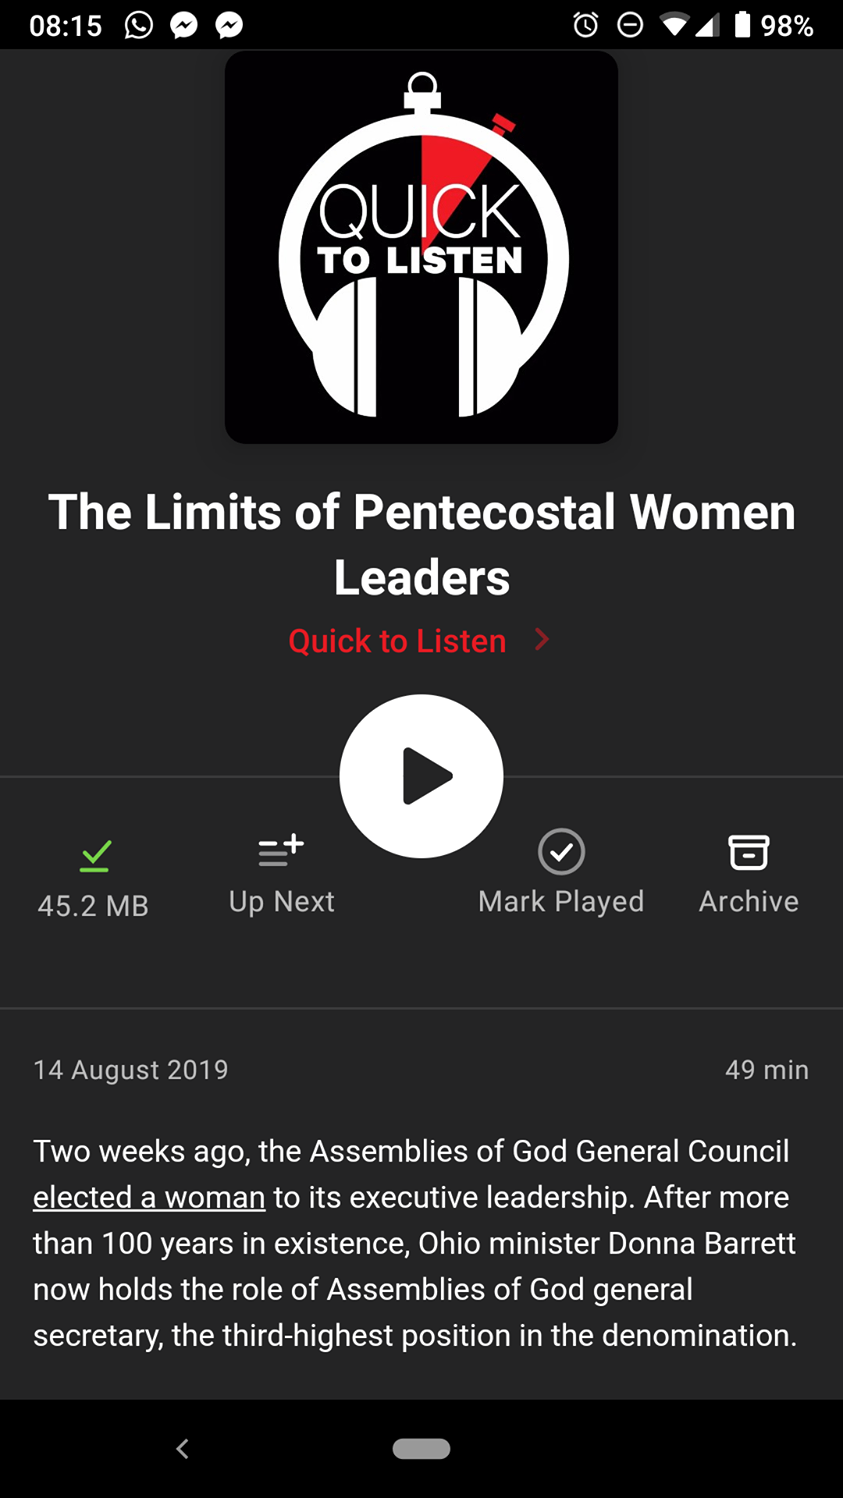 08:15
98%
QUICK
TO LISTEN
The Limits of Pentecostal Women
Leaders
Quick to Listen
45.2 MB
Up Next
Mark Played
Archive
14 August 2019
49 min
Two weeks ago, the Assemblies of God General Council
elected a woman to its executive leadership. After more
than 100 years in existence, Ohio minister Donna Barrett
now holds the role of Assemblies of God general
secretary, the third-highest position in the denomination.